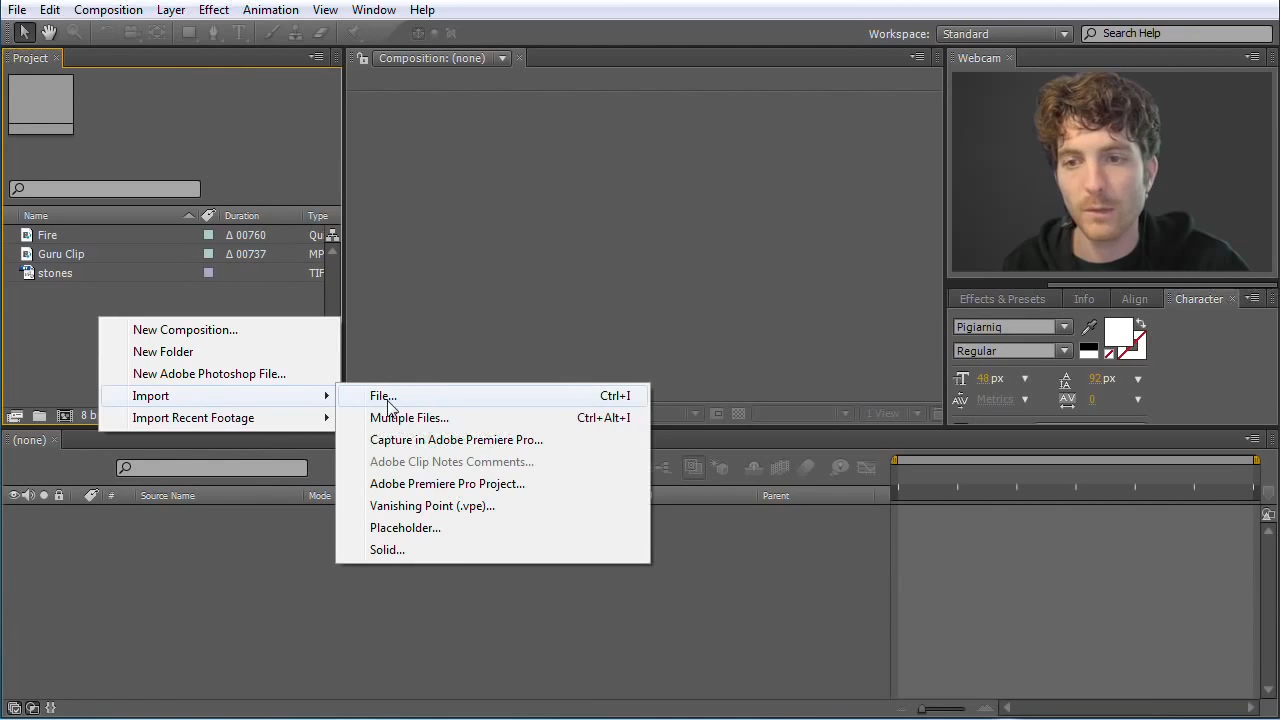 File Edit Composition Layer Effect Animation View Window Help
Workspace: Standard Search Help
Project Composition: (none) Webcam
Name Duration Type
Fire Δ 00760 Qu
Guru Clip Δ 00737 MP
stones TIF
New Composition...
New Folder
New Adobe Photoshop File...
Import
Import Recent Footage
File... Ctrl+I
Multiple Files... Ctrl+Alt+I
Capture in Adobe Premiere Pro...
Adobe Clip Notes Comments...
Adobe Premiere Pro Project...
Vanishing Point (.vpe)...
Placeholder...
Solid...
Effects & Presets Info Align Character
Pigiarniq
Regular
48 px 92 px
Metrics 0
8 b
(none)
# Source Name Mode Parent